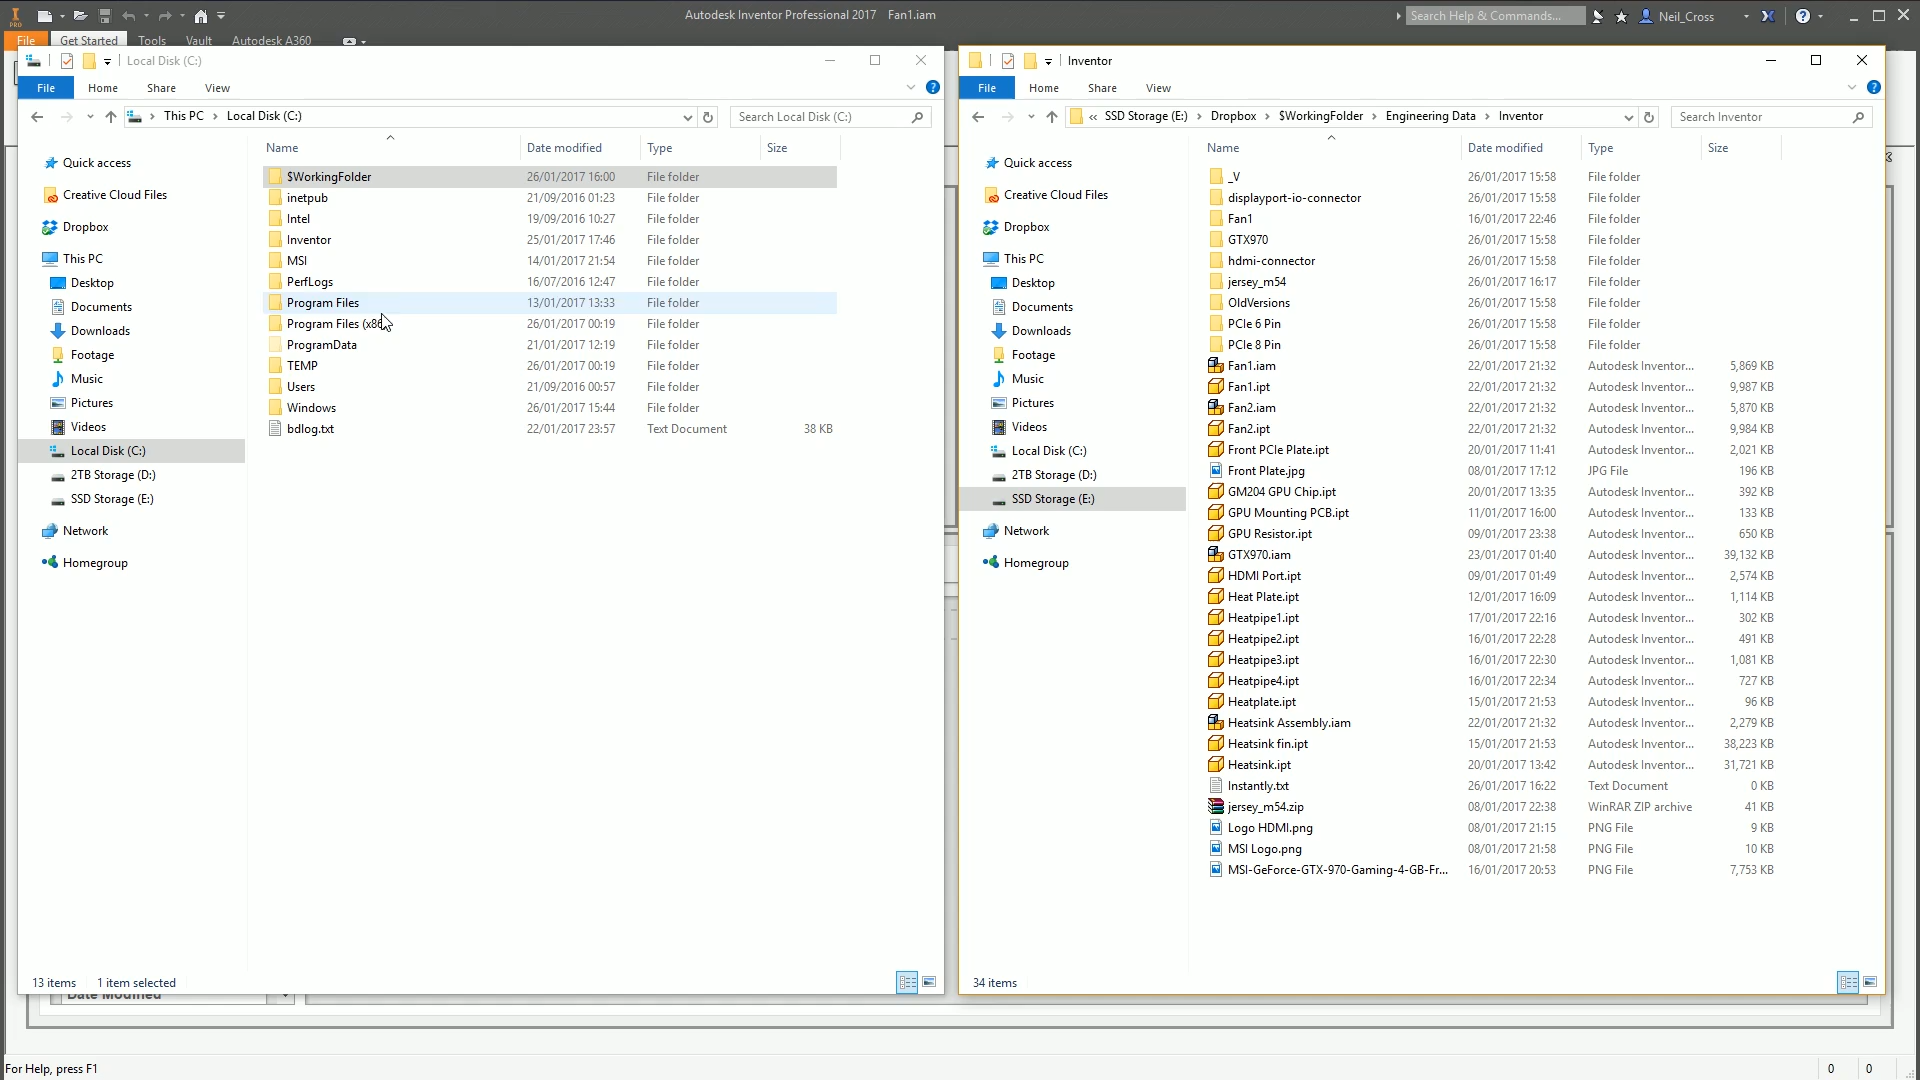 PRO
Autodesk Inventor Professional 2017 Fan1.iam
Search Help & Commands...
Neil_Cross
File Get Started Tools Vault Autodesk A360
Local Disk (C:)
File Home Share View
This PC > Local Disk (C:)
Search Local Disk (C:)
Name Date modified Type Size
Quick access
Creative Cloud Files
Dropbox
This PC
Desktop
Documents
Downloads
Footage
Music
Pictures
Videos
Local Disk (C:)
2TB Storage (D:)
SSD Storage (E:)
Network
Homegroup
$WorkingFolder 26/01/2017 16:00 File folder
inetpub 21/09/2016 01:23 File folder
Intel 19/09/2016 10:27 File folder
Inventor 25/01/2017 17:46 File folder
MSI 14/01/2017 21:54 File folder
PerfLogs 16/07/2016 12:47 File folder
Program Files 13/01/2017 13:33 File folder
Program Files (x86 26/01/2017 00:19 File folder
ProgramData 21/01/2017 12:19 File folder
TEMP 26/01/2017 00:19 File folder
Users 21/09/2016 00:57 File folder
Windows 26/01/2017 15:44 File folder
bdlog.txt 22/01/2017 23:57 Text Document 38 KB
13 items 1 item selected
Inventor
File Home Share View
« SSD Storage (E:) > Dropbox > $WorkingFolder > Engineering Data > Inventor
Search Inventor
Name Date modified Type Size
Quick access
Creative Cloud Files
Dropbox
This PC
Desktop
Documents
Downloads
Footage
Music
Pictures
Videos
Local Disk (C:)
2TB Storage (D:)
SSD Storage (E:)
Network
Homegroup
_V 26/01/2017 15:58 File folder
displayport-io-connector 26/01/2017 15:58 File folder
Fan1 16/01/2017 22:46 File folder
GTX970 26/01/2017 15:58 File folder
hdmi-connector 26/01/2017 15:58 File folder
jersey_m54 26/01/2017 16:17 File folder
OldVersions 26/01/2017 15:58 File folder
PCIe 6 Pin 26/01/2017 15:58 File folder
PCIe 8 Pin 26/01/2017 15:58 File folder
Fan1.iam 22/01/2017 21:32 Autodesk Inventor... 5,869 KB
Fan1.ipt 22/01/2017 21:32 Autodesk Inventor... 9,987 KB
Fan2.iam 22/01/2017 21:32 Autodesk Inventor... 5,870 KB
Fan2.ipt 22/01/2017 21:32 Autodesk Inventor... 9,984 KB
Front PCIe Plate.ipt 20/01/2017 11:41 Autodesk Inventor... 2,021 KB
Front Plate.jpg 08/01/2017 17:12 JPG File 196 KB
GM204 GPU Chip.ipt 20/01/2017 13:35 Autodesk Inventor... 392 KB
GPU Mounting PCB.ipt 11/01/2017 16:00 Autodesk Inventor... 133 KB
GPU Resistor.ipt 09/01/2017 23:38 Autodesk Inventor... 650 KB
GTX970.iam 23/01/2017 01:40 Autodesk Inventor... 39,132 KB
HDMI Port.ipt 09/01/2017 01:49 Autodesk Inventor... 2,574 KB
Heat Plate.ipt 12/01/2017 16:09 Autodesk Inventor... 1,114 KB
Heatpipe1.ipt 17/01/2017 22:16 Autodesk Inventor... 302 KB
Heatpipe2.ipt 16/01/2017 22:28 Autodesk Inventor... 491 KB
Heatpipe3.ipt 16/01/2017 22:30 Autodesk Inventor... 1,081 KB
Heatpipe4.ipt 16/01/2017 22:34 Autodesk Inventor... 727 KB
Heatplate.ipt 15/01/2017 21:53 Autodesk Inventor... 96 KB
Heatsink Assembly.iam 22/01/2017 21:32 Autodesk Inventor... 2,279 KB
Heatsink fin.ipt 15/01/2017 21:53 Autodesk Inventor... 38,223 KB
Heatsink.ipt 20/01/2017 13:42 Autodesk Inventor... 31,721 KB
Instantly.txt 26/01/2017 16:22 Text Document 0 KB
jersey_m54.zip 08/01/2017 22:38 WinRAR ZIP archive 41 KB
Logo HDMI.png 08/01/2017 21:15 PNG File 9 KB
MSI Logo.png 08/01/2017 21:58 PNG File 10 KB
MSI-GeForce-GTX-970-Gaming-4-GB-Fr... 16/01/2017 20:53 PNG File 7,753 KB
34 items
Date Modified
For Help, press F1
0 0